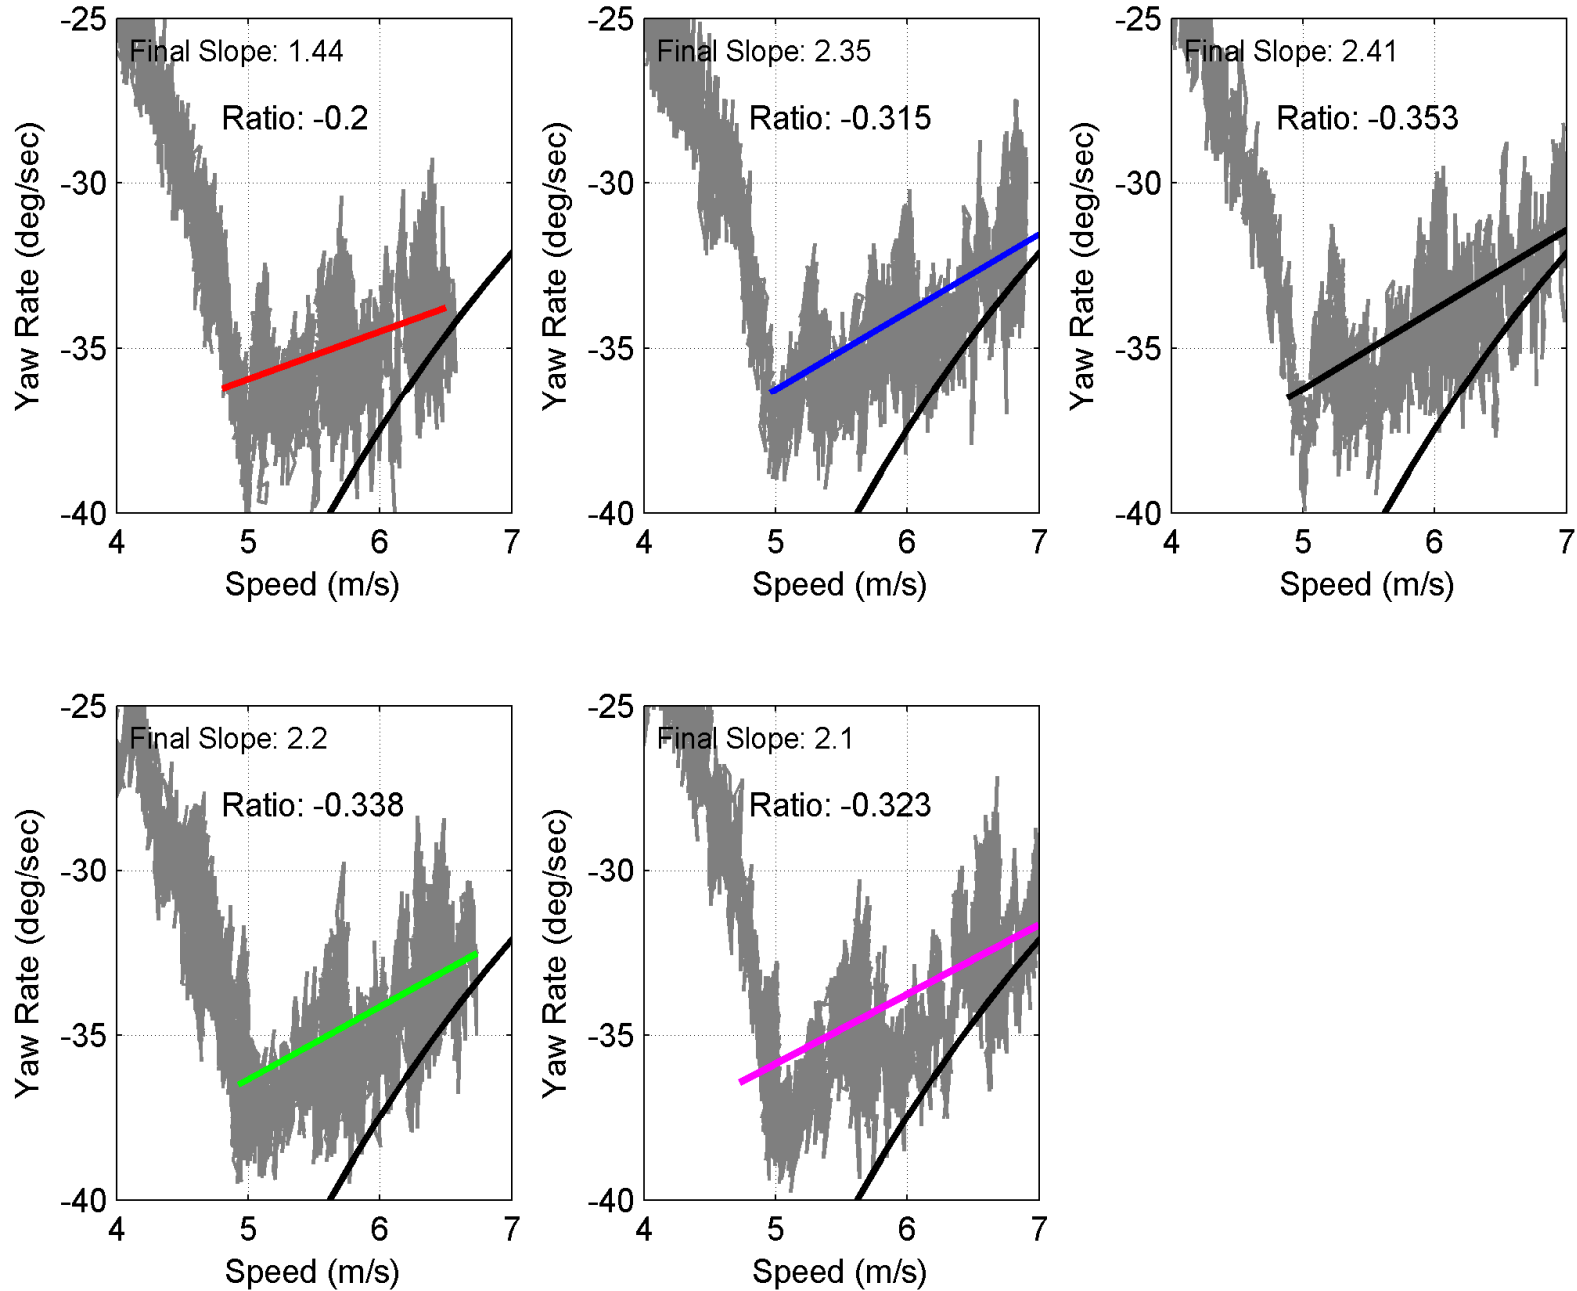 -25
Final Slope: 1.44
Ratio: -0.2
-30
-35
-40
4 5 6 7
Speed (m/s)
Yaw Rate (deg/sec)
-25
Final Slope: 2.35
Ratio: -0.315
-30
-35
-40
4 5 6 7
Speed (m/s)
Yaw Rate (deg/sec)
-25
Final Slope: 2.41
Ratio: -0.353
-30
-35
-40
4 5 6 7
Speed (m/s)
Yaw Rate (deg/sec)
-25
Final Slope: 2.2
Ratio: -0.338
-30
-35
-40
4 5 6 7
Speed (m/s)
Yaw Rate (deg/sec)
-25
Final Slope: 2.1
Ratio: -0.323
-30
-35
-40
4 5 6 7
Speed (m/s)
Yaw Rate (deg/sec)